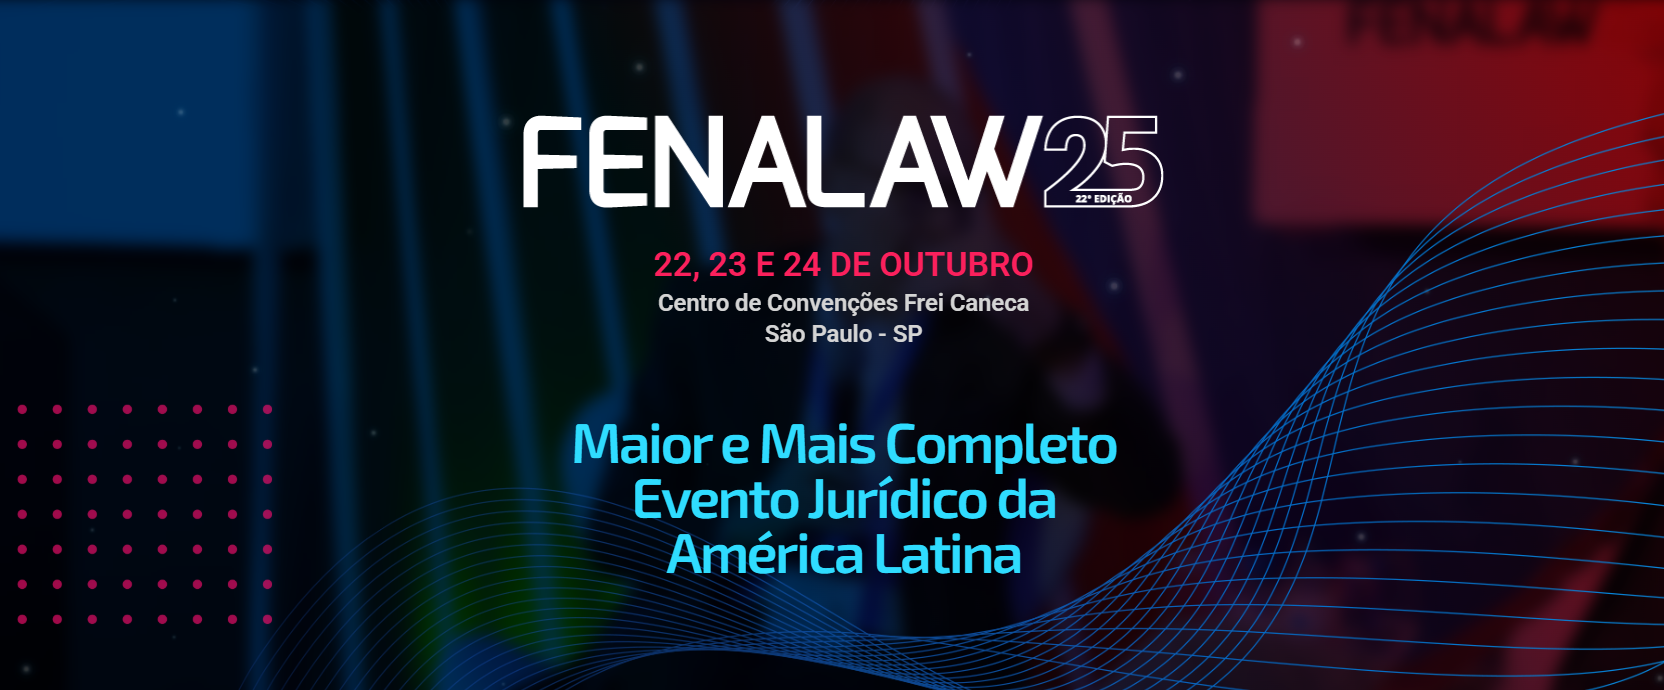 FENALAW
FENALAW25
22ª EDIÇÃO
22, 23 E 24 DE OUTUBRO
Centro de Convenções Frei Caneca
São Paulo - SP
Maior e Mais Completo
Evento Jurídico da
América Latina